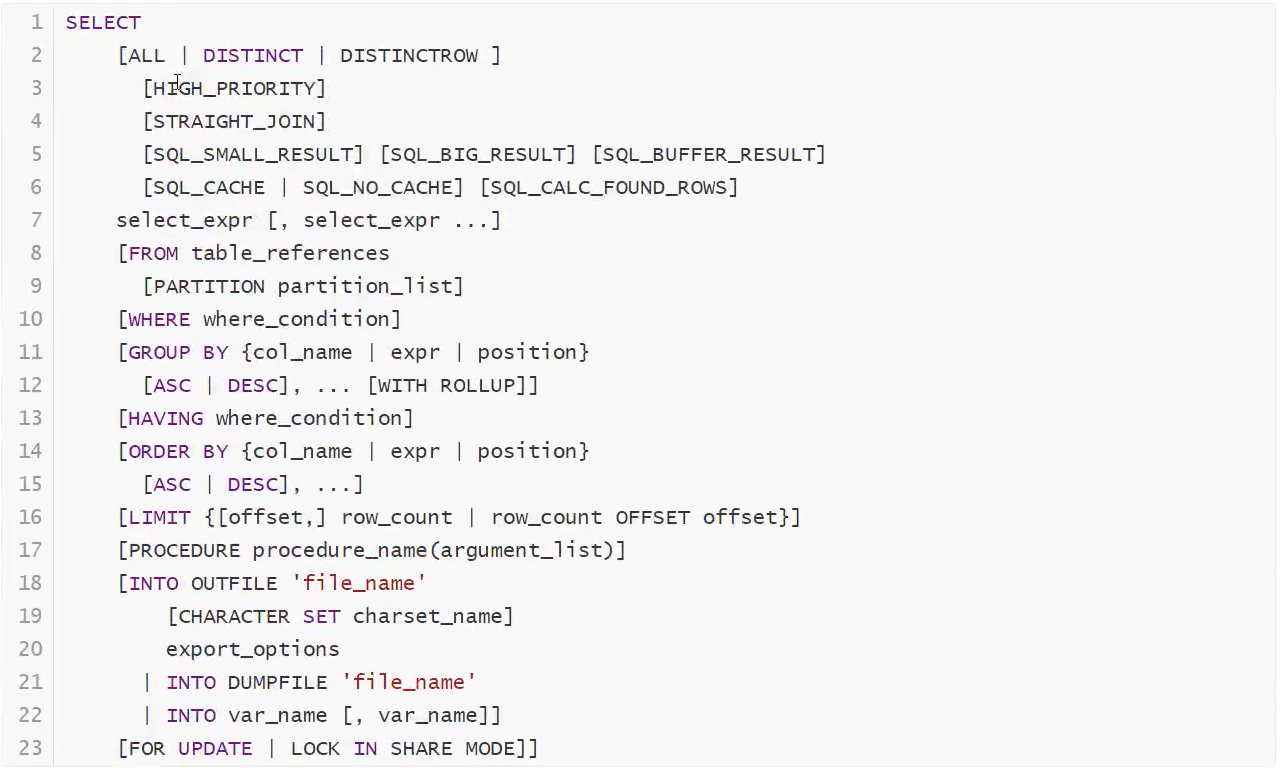 1 SELECT
2 [ALL | DISTINCT | DISTINCTROW ]
3 [HIGH_PRIORITY]
4 [STRAIGHT_JOIN]
5 [SQL_SMALL_RESULT] [SQL_BIG_RESULT] [SQL_BUFFER_RESULT]
6 [SQL_CACHE | SQL_NO_CACHE] [SQL_CALC_FOUND_ROWS]
7 select_expr [, select_expr ...]
8 [FROM table_references
9 [PARTITION partition_list]
10 [WHERE where_condition]
11 [GROUP BY {col_name | expr | position}
12 [ASC | DESC], ... [WITH ROLLUP]]
13 [HAVING where_condition]
14 [ORDER BY {col_name | expr | position}
15 [ASC | DESC], ...]
16 [LIMIT {[offset,] row_count | row_count OFFSET offset}]
17 [PROCEDURE procedure_name(argument_list)]
18 [INTO OUTFILE 'file_name'
19 [CHARACTER SET charset_name]
20 export_options
21 | INTO DUMPFILE 'file_name'
22 | INTO var_name [, var_name]]
23 [FOR UPDATE | LOCK IN SHARE MODE]]